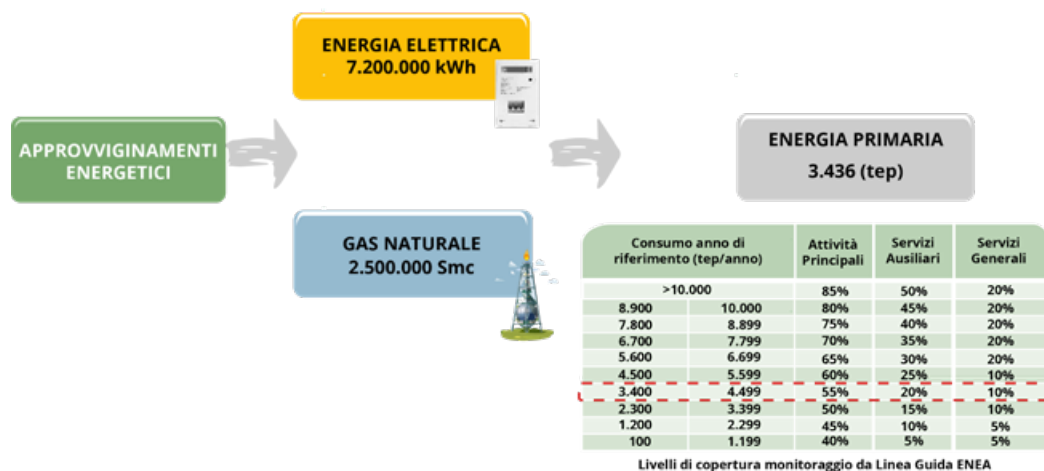 ENERGIA ELETTRICA
7.200.000 kWh
APPROVVIGINAMENTI
ENERGETICI
ENERGIA PRIMARIA
3.436 (tep)
GAS NATURALE
2.500.000 Smc
Consumo anno di riferimento (tep/anno) Attività Principali Servizi Ausiliari Servizi Generali
>10.000 85% 50% 20%
8.900 10.000 80% 45% 20%
7.800 8.899 75% 40% 20%
6.700 7.799 70% 35% 20%
5.600 6.699 65% 30% 20%
4.500 5.599 60% 25% 10%
3.400 4.499 55% 20% 10%
2.300 3.399 50% 15% 10%
1.200 2.299 45% 10% 5%
100 1.199 40% 5% 5%
Livelli di copertura monitoraggio da Linea Guida ENEA